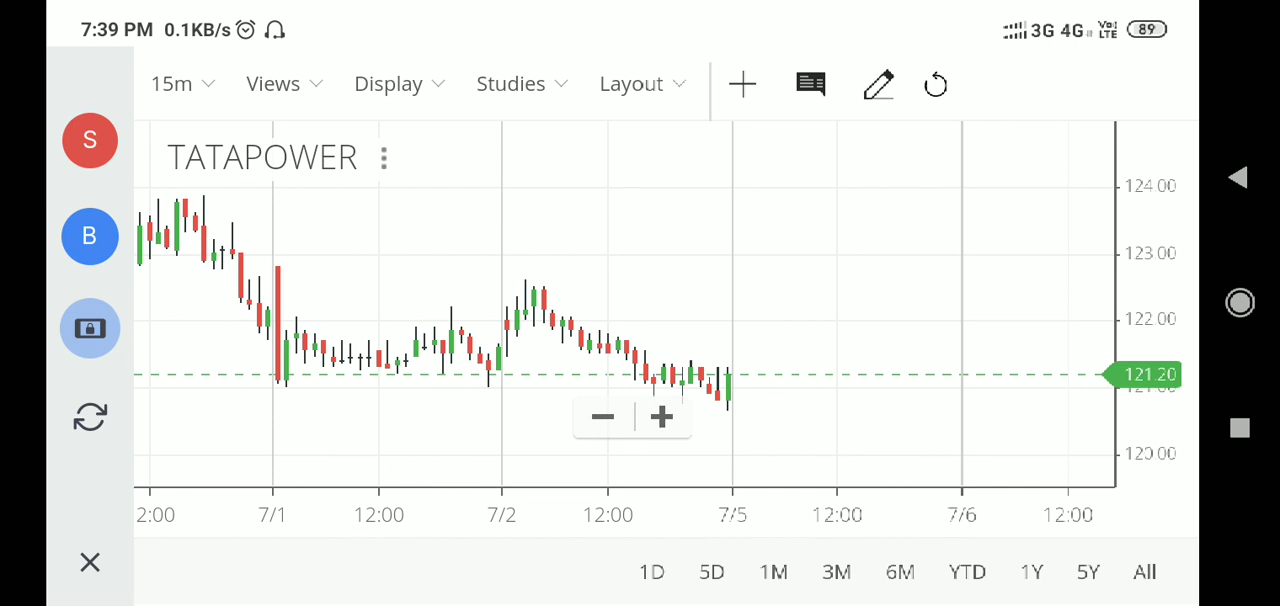 7:39 PM 0.1KB/s 3G 4G Vo LTE 89
15m Views Display Studies Layout
S
TATAPOWER
124.00
B
123.00
122.00
121.20
120.00
2:00 7/1 12:00 7/2 12:00 7/5 12:00 7/6 12:00
1D 5D 1M 3M 6M YTD 1Y 5Y All